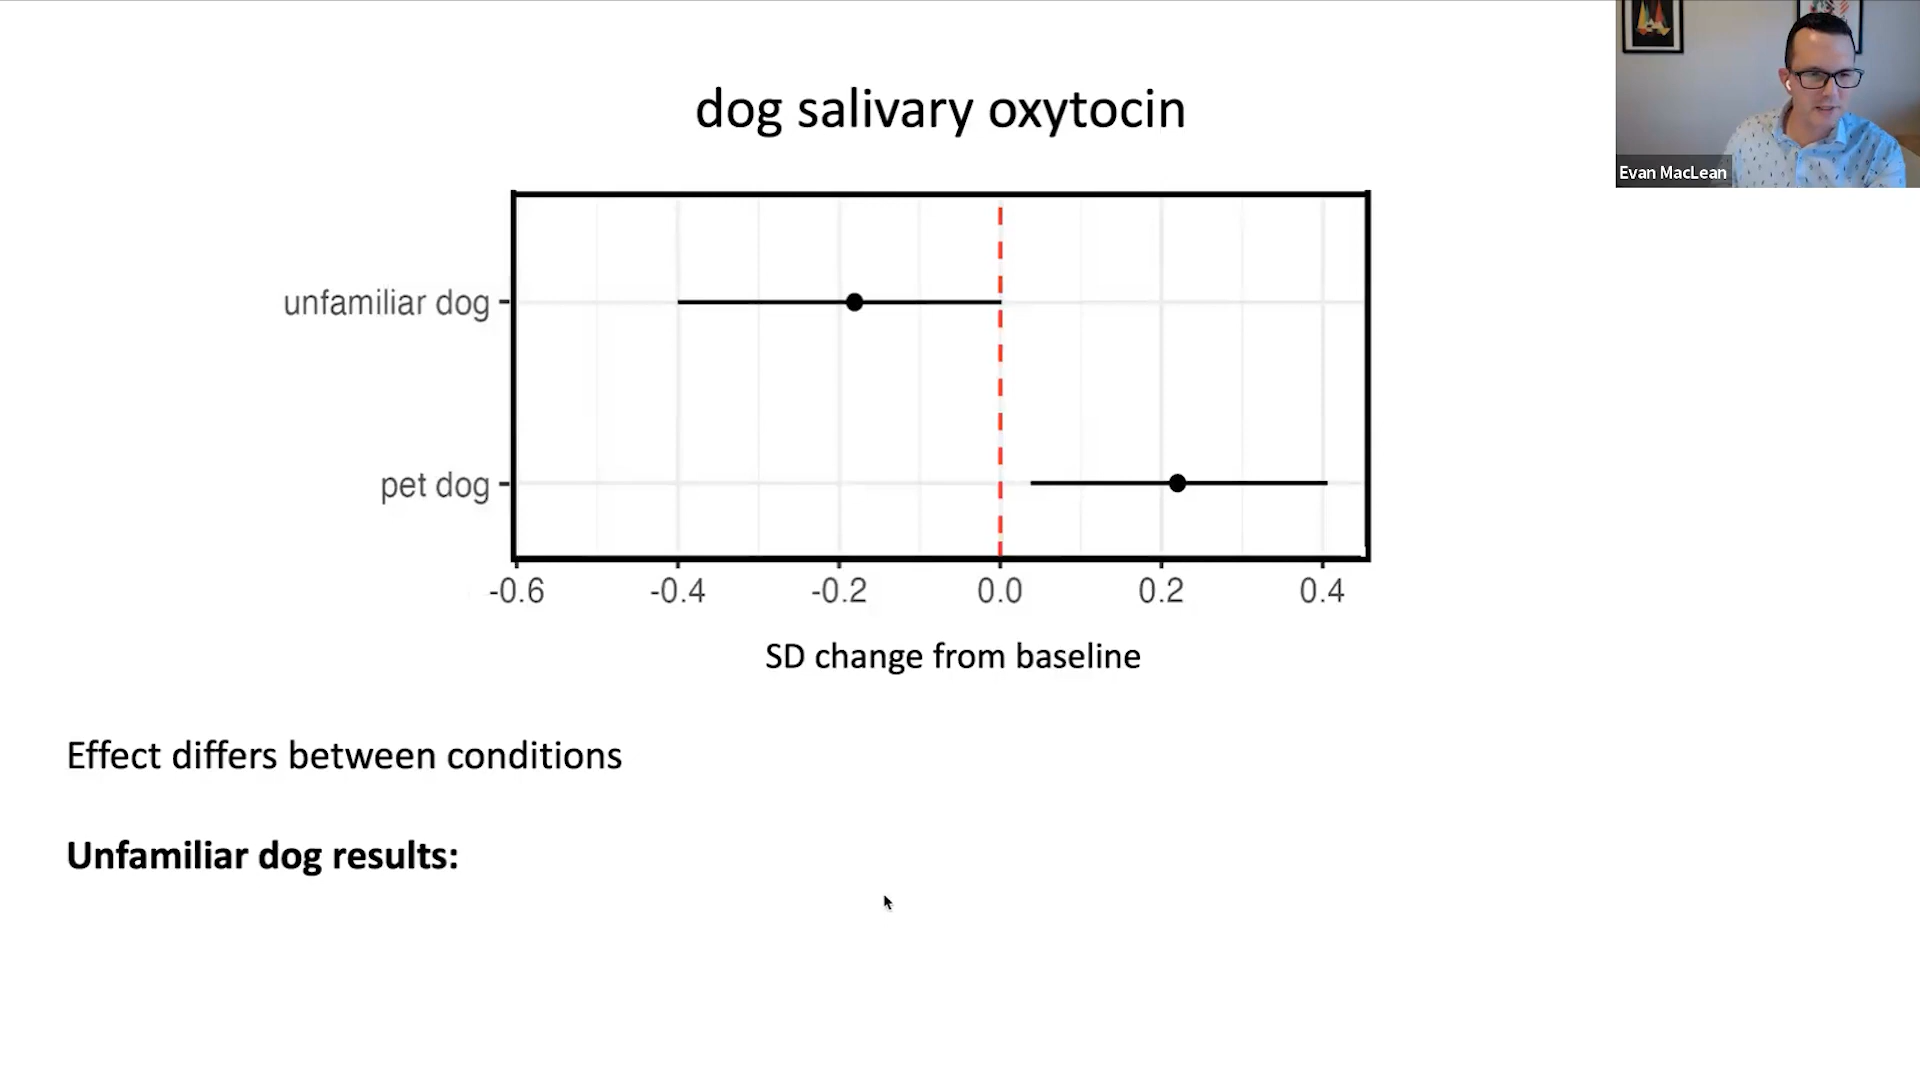 dog salivary oxytocin
Evan MacLean
unfamiliar dog
pet dog
-0.6 -0.4 -0.2 0.0 0.2 0.4
SD change from baseline
Effect differs between conditions
Unfamiliar dog results: